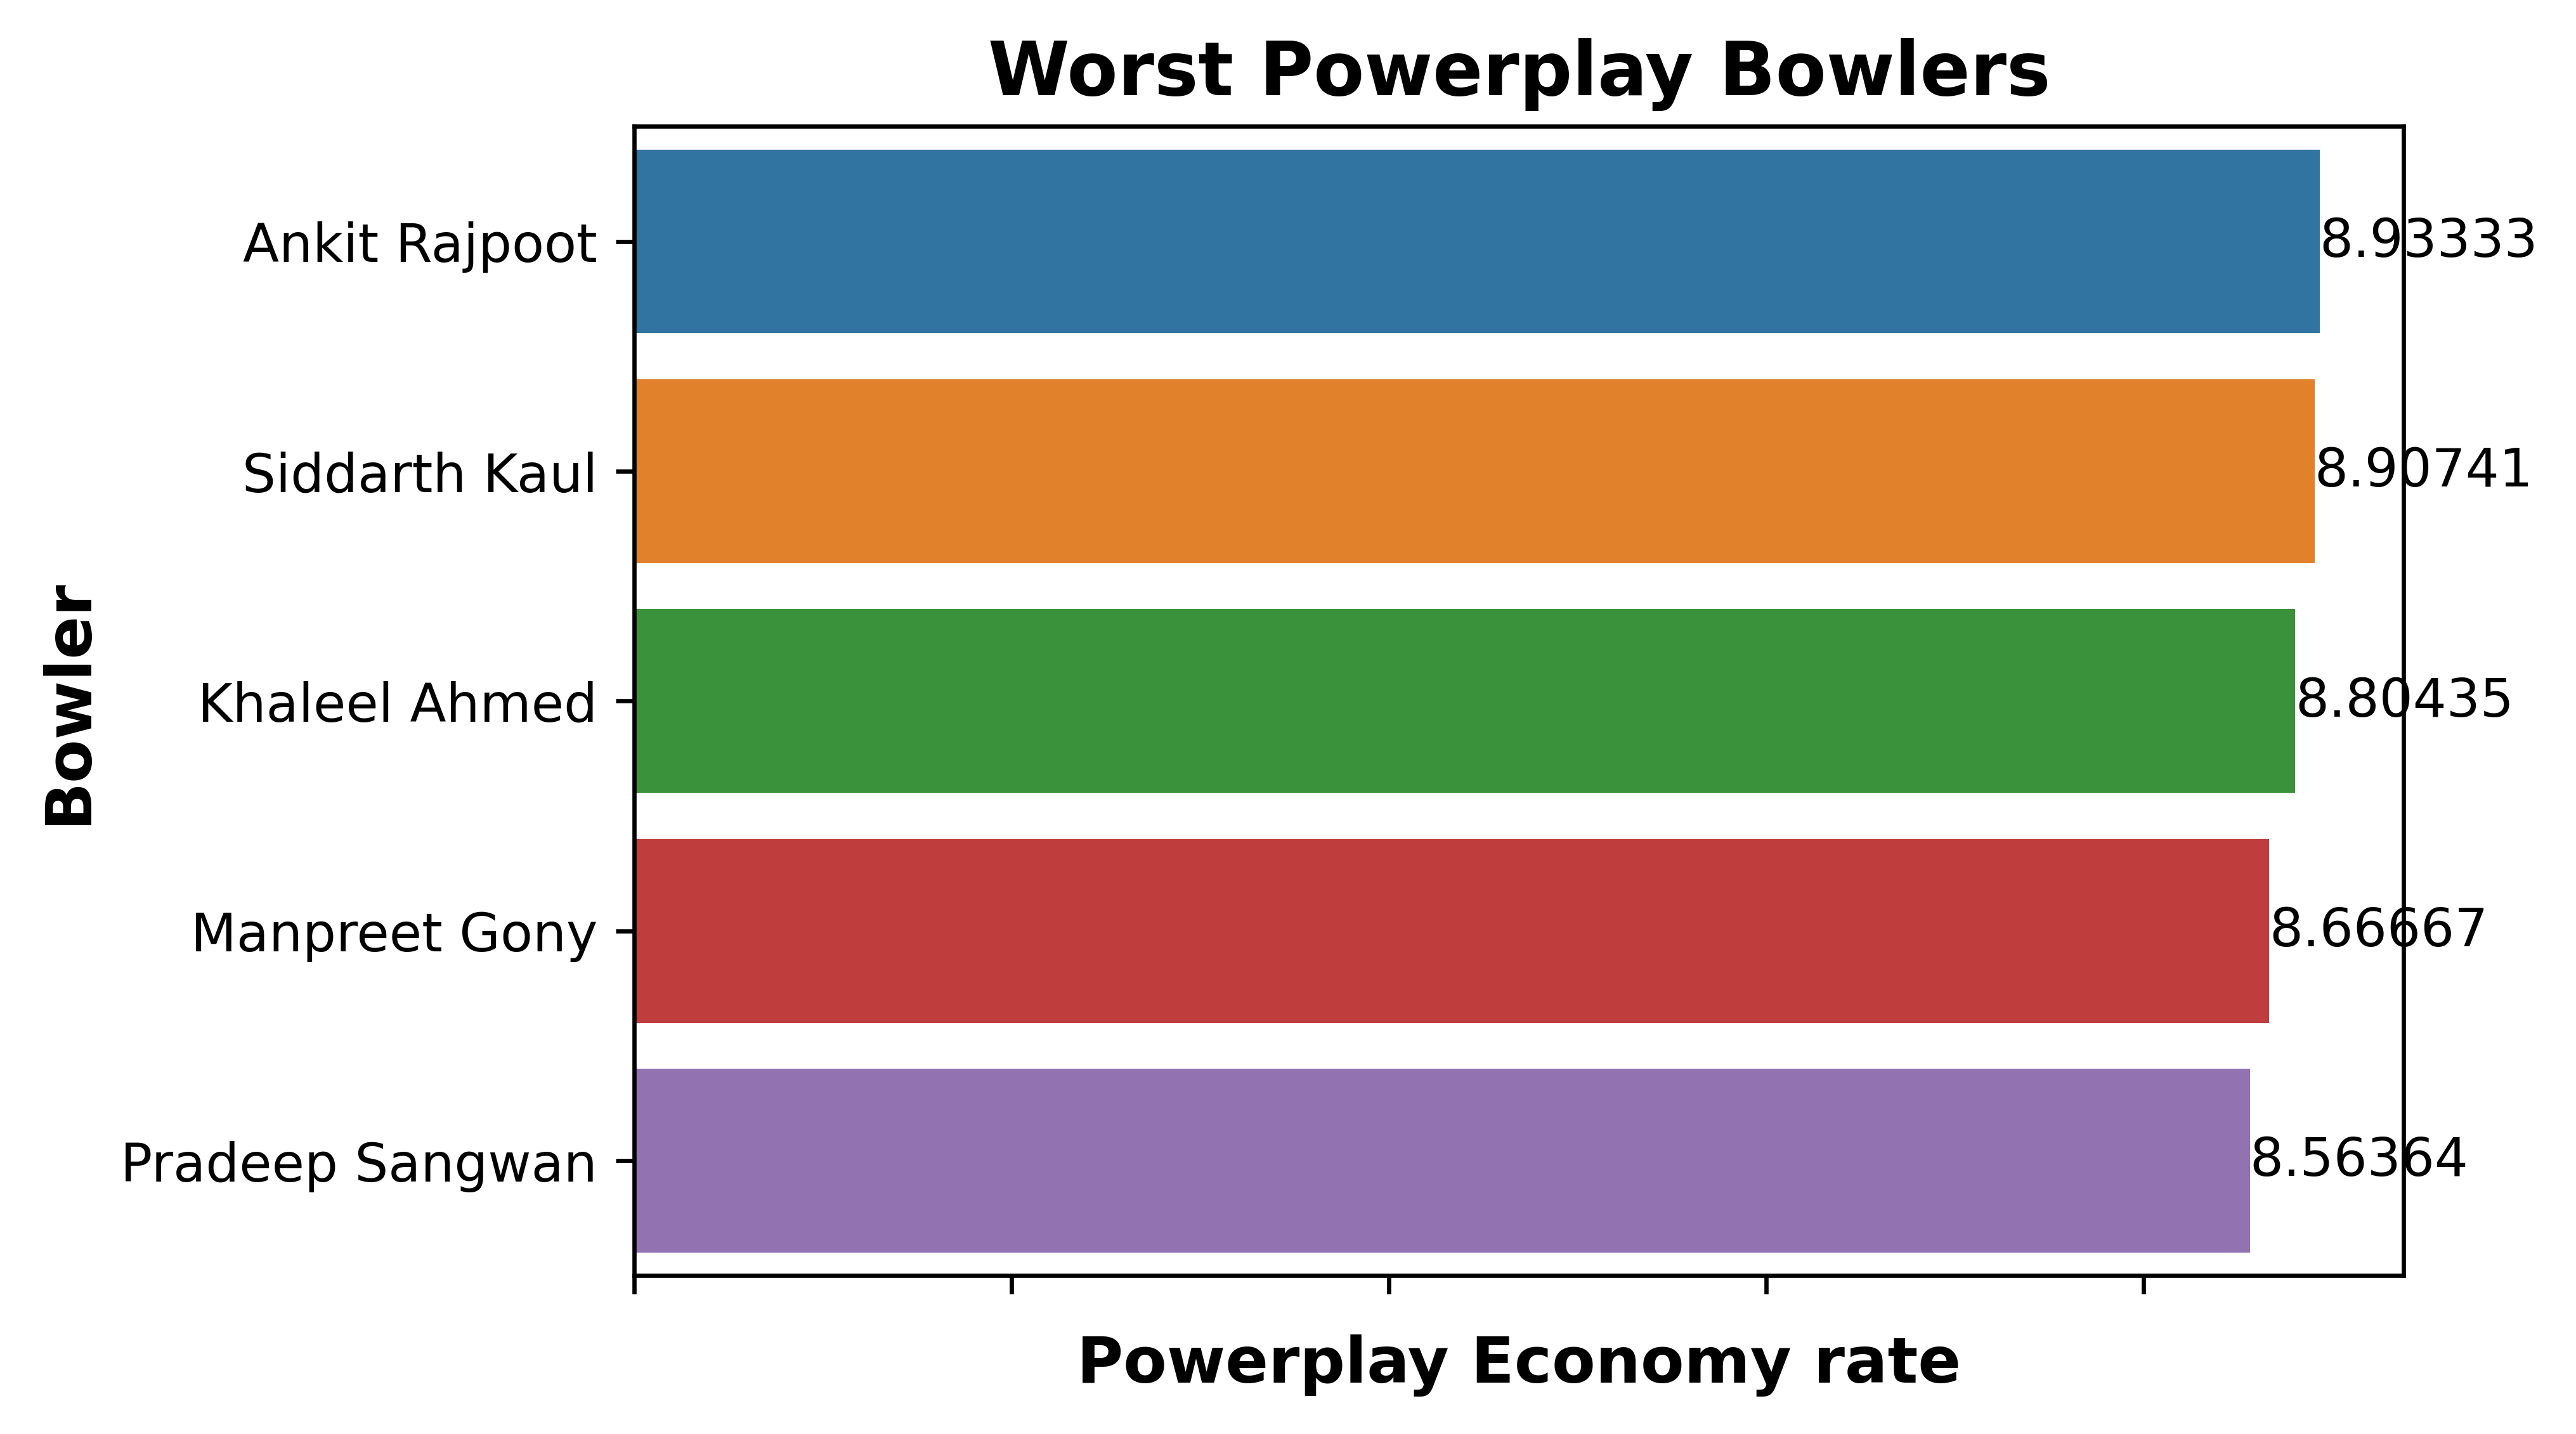 Worst Powerplay Bowlers
Ankit Rajpoot 8.93333
Siddarth Kaul 8.90741
Khaleel Ahmed 8.80435
Manpreet Gony 8.66667
Pradeep Sangwan 8.56364
Bowler
Powerplay Economy rate